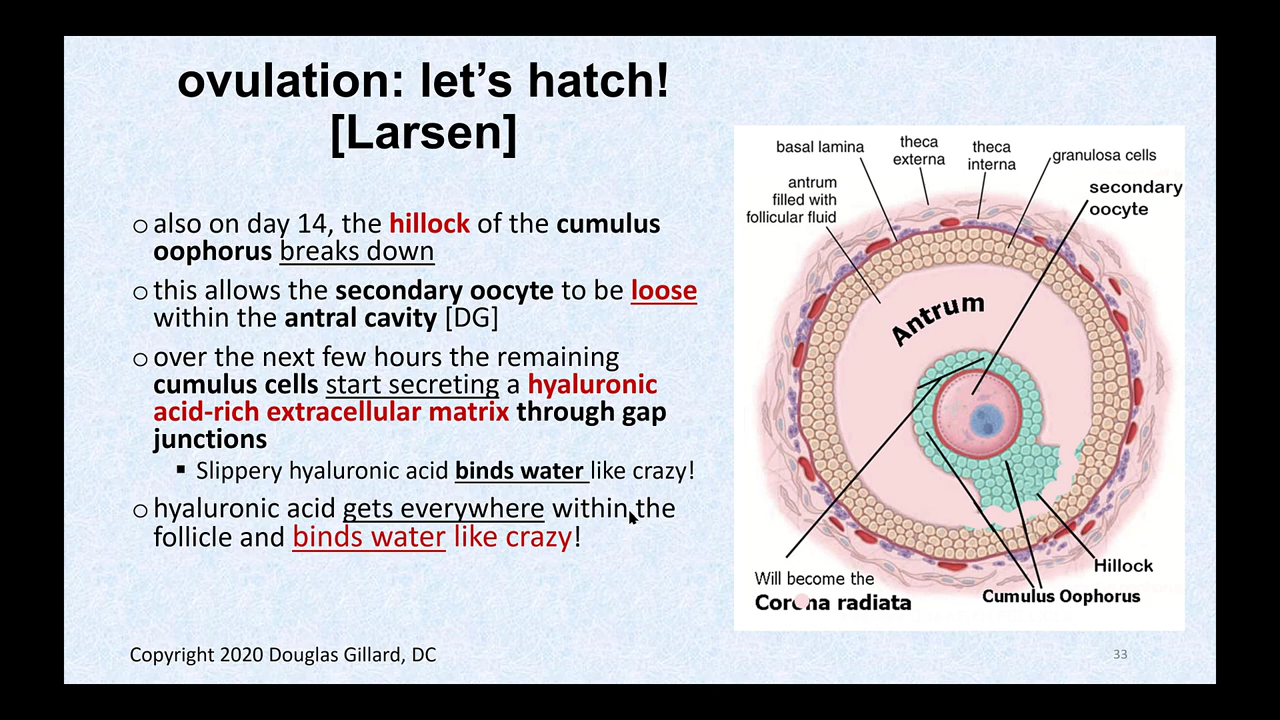 ovulation: let's hatch!
[Larsen]
o also on day 14, the hillock of the cumulus
oophorus breaks down
o this allows the secondary oocyte to be loose
within the antral cavity [DG]
o over the next few hours the remaining
cumulus cells start secreting a hyaluronic
acid-rich extracellular matrix through gap
junctions
▪ Slippery hyaluronic acid binds water like crazy!
o hyaluronic acid gets everywhere within the
follicle and binds water like crazy!
basal lamina
theca
externa
theca
interna
granulosa cells
antrum
filled with
follicular fluid
secondary
oocyte
Antrum
Hillock
Will become the
Corona radiata
Cumulus Oophorus
Copyright 2020 Douglas Gillard, DC
33